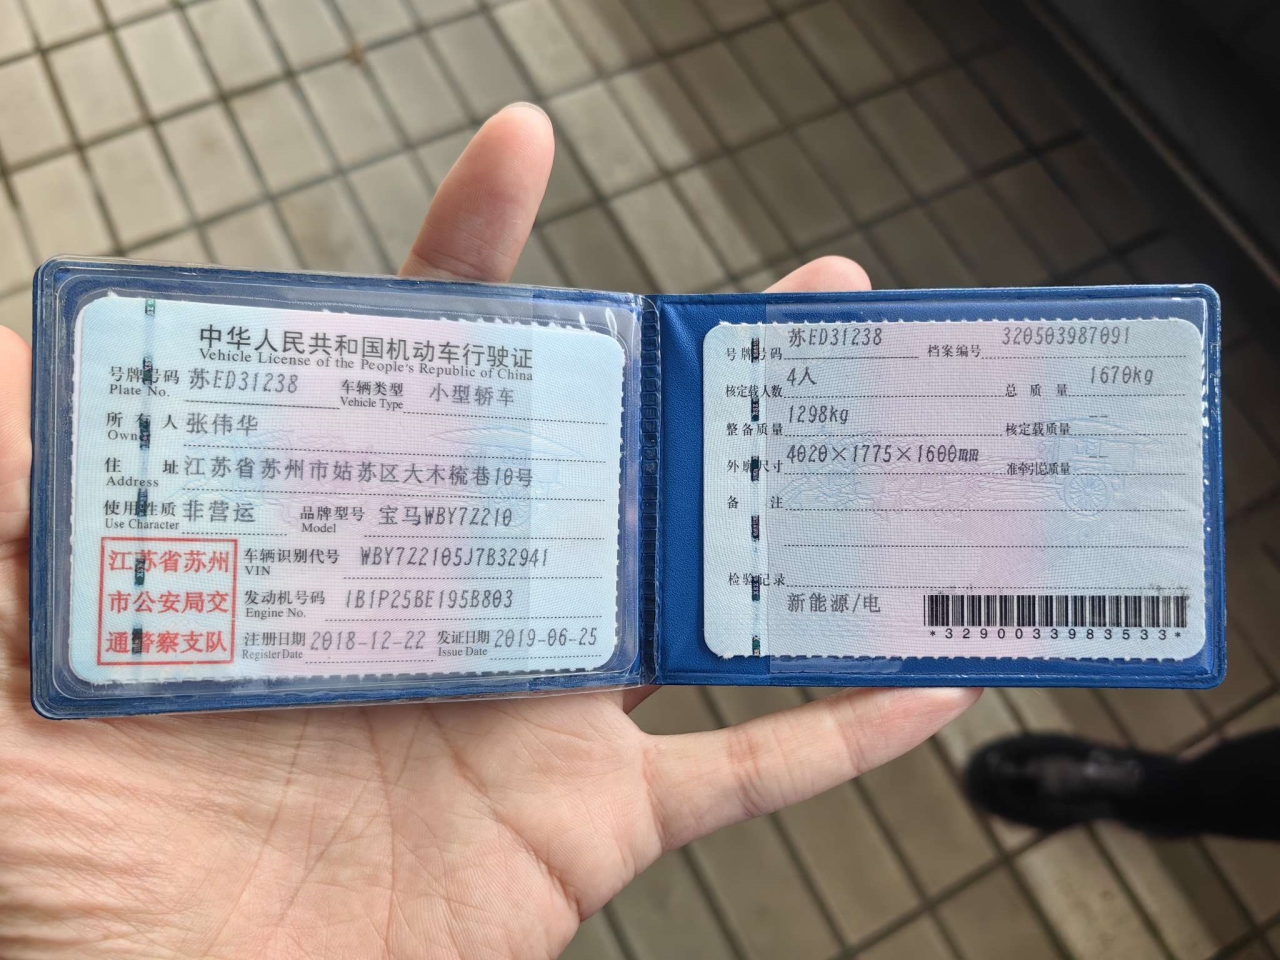 中华人民共和国机动车行驶证
Vehicle License of the People's Republic of China
号牌号码 苏ED31238 车辆类型 小型轿车
Plate No. Vehicle Type
所有人 张伟华
Owner
住址 江苏省苏州市姑苏区大木梳巷10号
Address
使用性质 非营运 品牌型号 宝马WBY7Z210
Use Character Model
江苏省苏州
市公安局交
通警察支队
车辆识别代号 WBY7Z2105J7B32941
VIN
发动机号码 1B1P25BE195B803
Engine No.
注册日期 2018-12-22 发证日期 2019-06-25
Register Date Issue Date
号牌号码 苏ED31238 档案编号 320503987091
核定载人数 4人 总质量 1670kg
整备质量 1298kg 核定载质量 --
外廓尺寸 4020×1775×1600mm 准牵引总质量 --
备注
检验记录
新能源/电
*3290033983533*